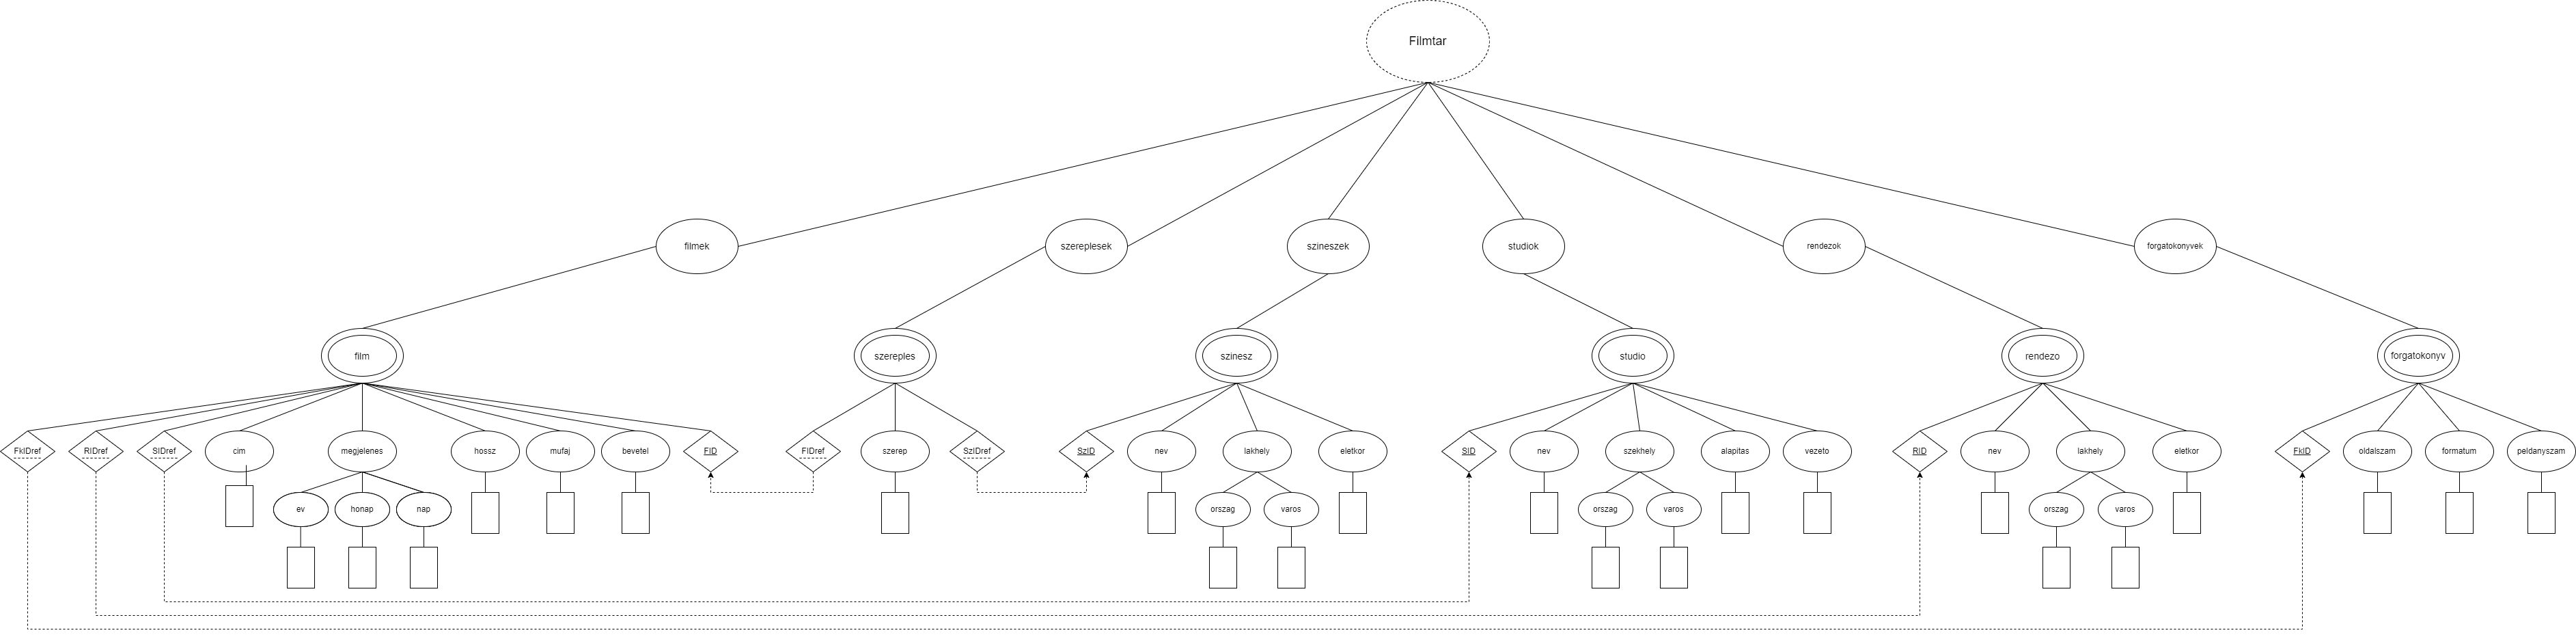 Filmtar
filmek
szereplesek
szineszek
studiok
rendezok
forgatokonyvek
film
szereples
szinesz
studio
rendezo
forgatokonyv
FkIDref
RIDref
SIDref
cim
megjelenes
hossz
mufaj
bevetel
FID
FIDref
szerep
SzIDref
SzID
nev
lakhely
eletkor
SID
nev
szekhely
alapitas
vezeto
RID
nev
lakhely
eletkor
FkID
oldalszam
formatum
peldanyszam
ev
honap
nap
orszag
varos
orszag
varos
orszag
varos